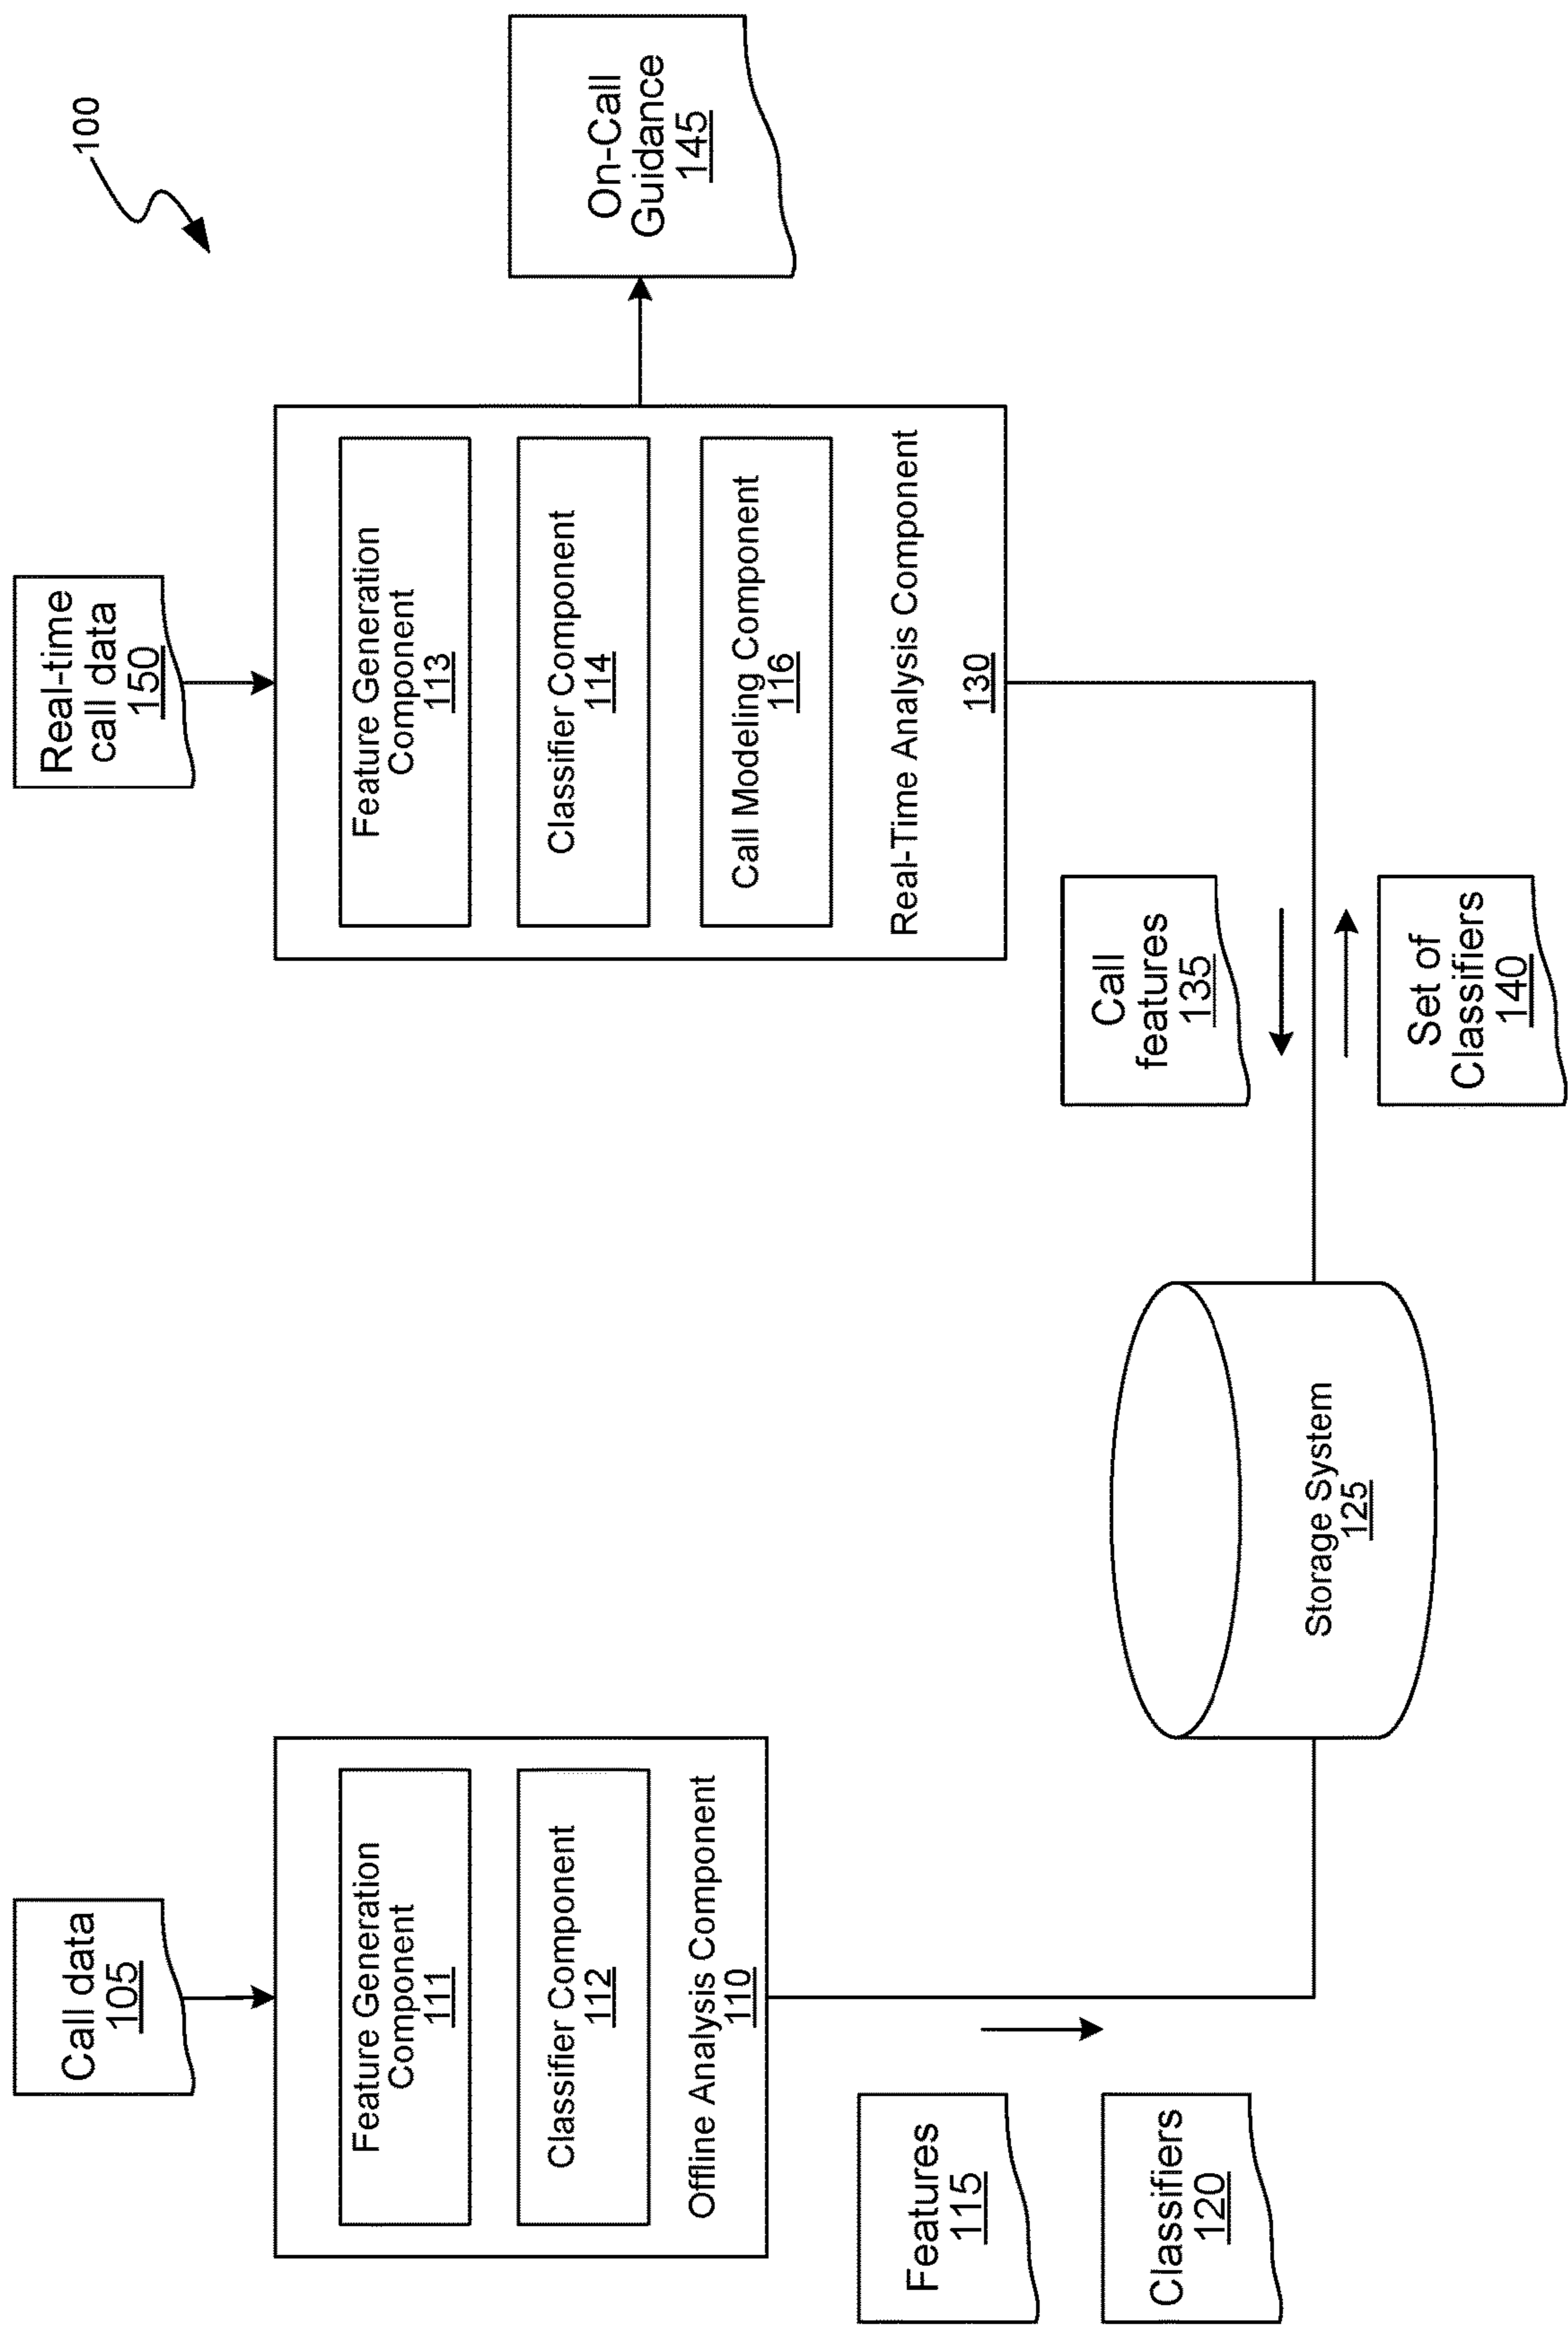 100
Call data
105
Feature Generation
Component
111
Classifier Component
112
Offline Analysis Component
110
Features
115
Classifiers
120
Storage System
125
Real-time
call data
150
Feature Generation
Component
113
Classifier Component
114
Call Modeling Component
116
Real-Time Analysis Component
130
On-Call
Guidance
145
Call
features
135
Set of
Classifiers
140